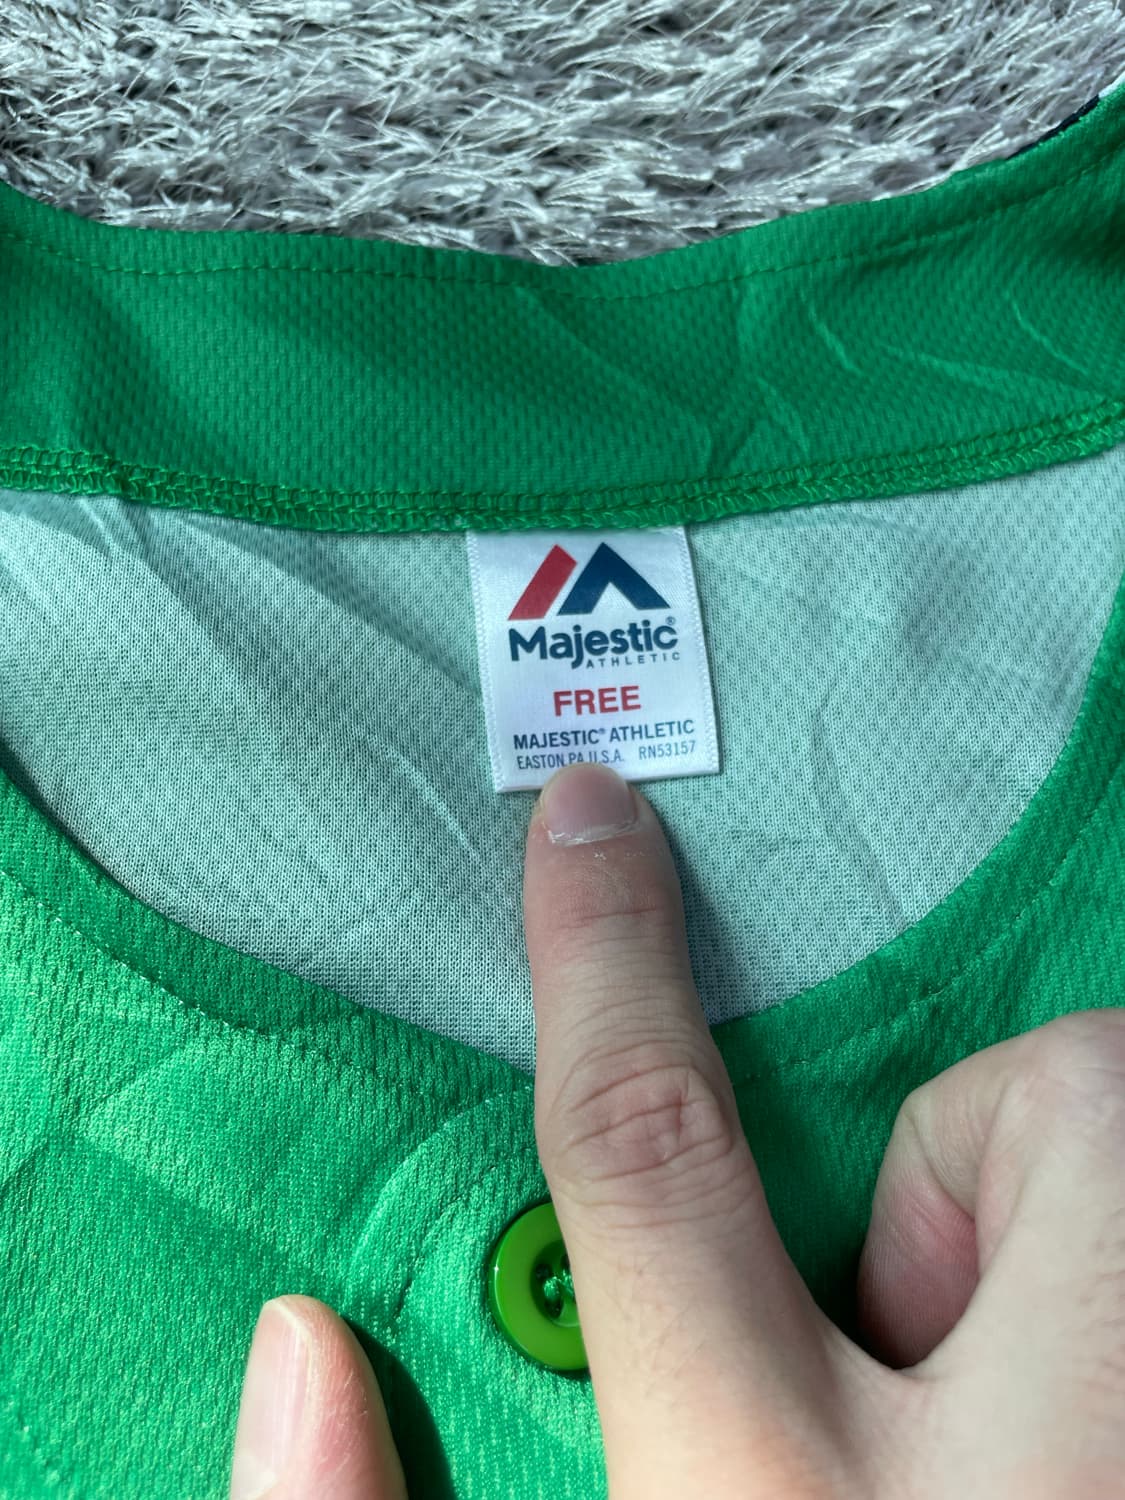 Majestic®
ATHLETIC
FREE
MAJESTIC® ATHLETIC
EASTON, PA U.S.A. RN53157